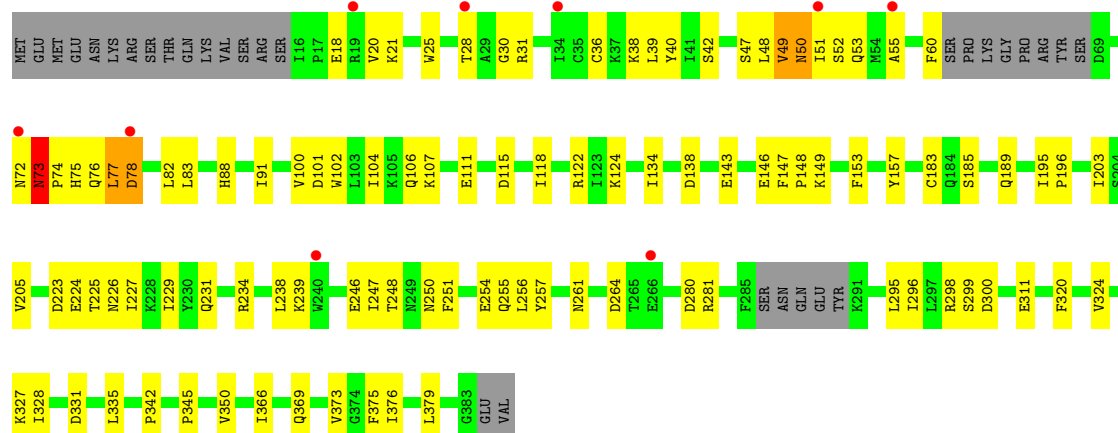 MET GLU MET GLU ASN LYS ARG SER THR GLN LYS VAL SER ARG SER I16 P17 E18 R19 V20 K21 W25 T28 A29 G30 R31 I34 C35 C36 K37 K38 L39 Y40 I41 S42 S47 L48 V49 N50 I51 S52 Q53 M54 A55 F60 SER PRO LYS GLY PRO ARG TYR SER D69
N72 N73 P74 H75 Q76 L77 D78 L82 L83 H88 I91 V100 D101 W102 L103 I104 K105 Q106 K107 E111 D115 I118 R122 I123 K124 I134 D138 E143 E146 F147 P148 K149 F153 Y157 C183 Q184 S185 Q189 I195 P196 I203 S204
V205 D223 E224 T225 N226 I227 K228 I229 Y230 Q231 R234 L238 K239 W240 E246 I247 T248 N249 N250 F251 E254 Q255 L256 Y257 N261 D264 T265 E266 D280 R281 F285 SER ASN GLN GLU TYR K291 L295 I296 L297 R298 S299 D300 E311 F320 V324
K327 I328 D331 L335 P342 P345 V350 I366 Q369 V373 G374 F375 I376 L379 G383 GLU VAL